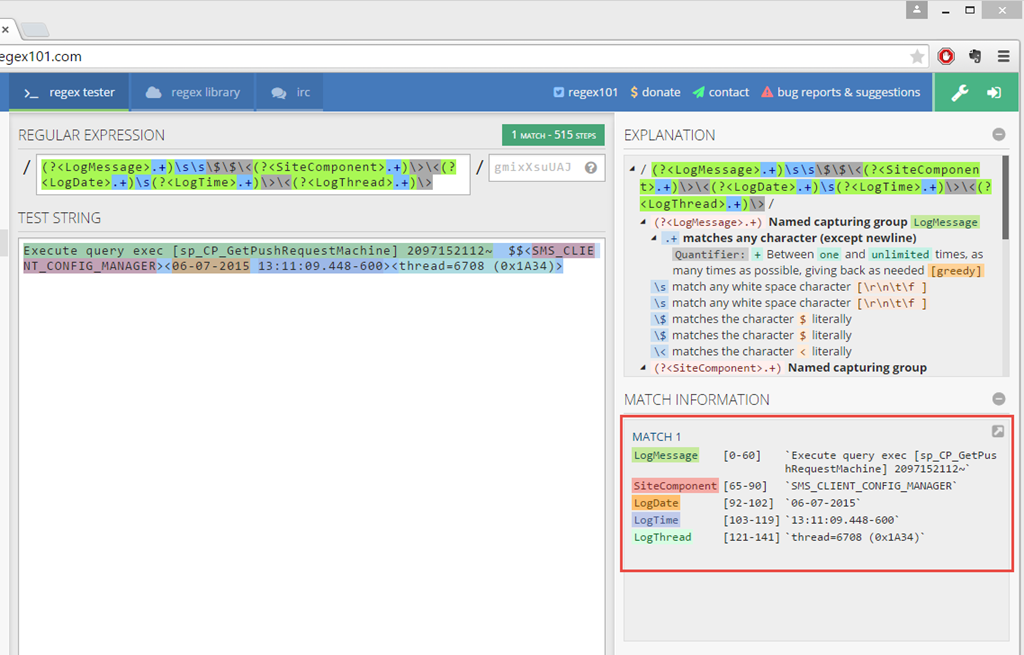 egex101.com
>_ regex tester regex library irc regex101 $ donate contact bug reports & suggestions
REGULAR EXPRESSION
1 MATCH - 515 STEPS
/ (?<LogMessage>.+)\s\s\$\$\<(?<SiteComponent>.+)\>\<(?
<LogDate>.+)\s(?<LogTime>.+)\>\<(?<LogThread>.+)\>
/ gmixXsuUAJ ?
TEST STRING
Execute query exec [sp_CP_GetPushRequestMachine] 2097152112~  $$<SMS_CLIE
NT_CONFIG_MANAGER><06-07-2015 13:11:09.448-600><thread=6708 (0x1A34)>
EXPLANATION
/ (?<LogMessage>.+)\s\s\$\$\<(?<SiteComponen
t>.+)\>\<(?<LogDate>.+)\s(?<LogTime>.+)\>\<(?
<LogThread>.+)\> /
(?<LogMessage>.+) Named capturing group LogMessage
.+ matches any character (except newline)
Quantifier: + Between one and unlimited times, as
many times as possible, giving back as needed [greedy]
\s match any white space character [\r\n\t\f ]
\s match any white space character [\r\n\t\f ]
\$ matches the character $ literally
\$ matches the character $ literally
\< matches the character < literally
(?<SiteComponent>.+) Named capturing group
MATCH INFORMATION
MATCH 1
LogMessage [0-60] `Execute query exec [sp_CP_GetPus
hRequestMachine] 2097152112~`
SiteComponent [65-90] `SMS_CLIENT_CONFIG_MANAGER`
LogDate [92-102] `06-07-2015`
LogTime [103-119] `13:11:09.448-600`
LogThread [121-141] `thread=6708 (0x1A34)`